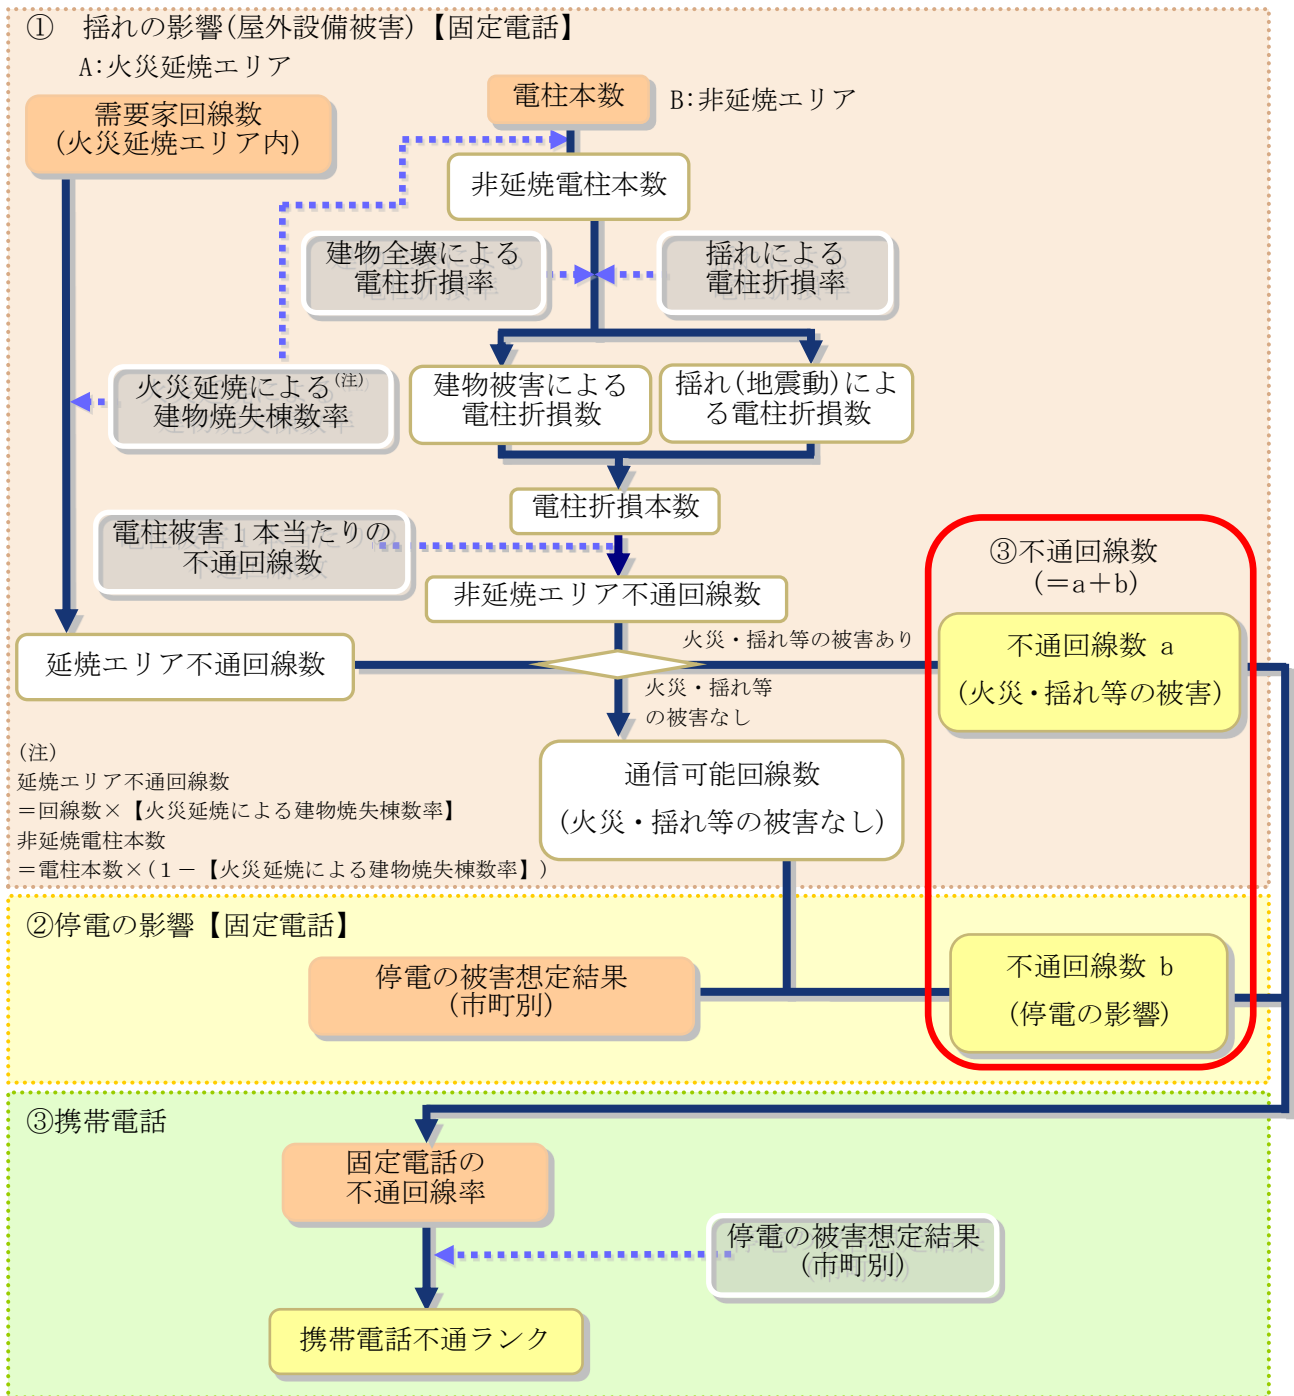 ① 揺れの影響(屋外設備被害)【固定電話】
A:火災延焼エリア
需要家回線数
(火災延焼エリア内)
電柱本数
B:非延焼エリア
非延焼電柱本数
建物全壊による
電柱折損率
揺れによる
電柱折損率
火災延焼による(注)
建物焼失棟数率
建物被害による
電柱折損数
揺れ(地震動)によ
る電柱折損数
電柱折損本数
電柱被害1本当たりの
不通回線数
非延焼エリア不通回線数
延焼エリア不通回線数
火災・揺れ等の被害あり
火災・揺れ等
の被害なし
③不通回線数
(=a+b)
不通回線数 a
(火災・揺れ等の被害)
通信可能回線数
(火災・揺れ等の被害なし)
(注)
延焼エリア不通回線数
=回線数×【火災延焼による建物焼失棟数率】
非延焼電柱本数
=電柱本数×(1-【火災延焼による建物焼失棟数率】)
②停電の影響【固定電話】
停電の被害想定結果
(市町別)
不通回線数 b
(停電の影響)
③携帯電話
固定電話の
不通回線率
停電の被害想定結果
(市町別)
携帯電話不通ランク